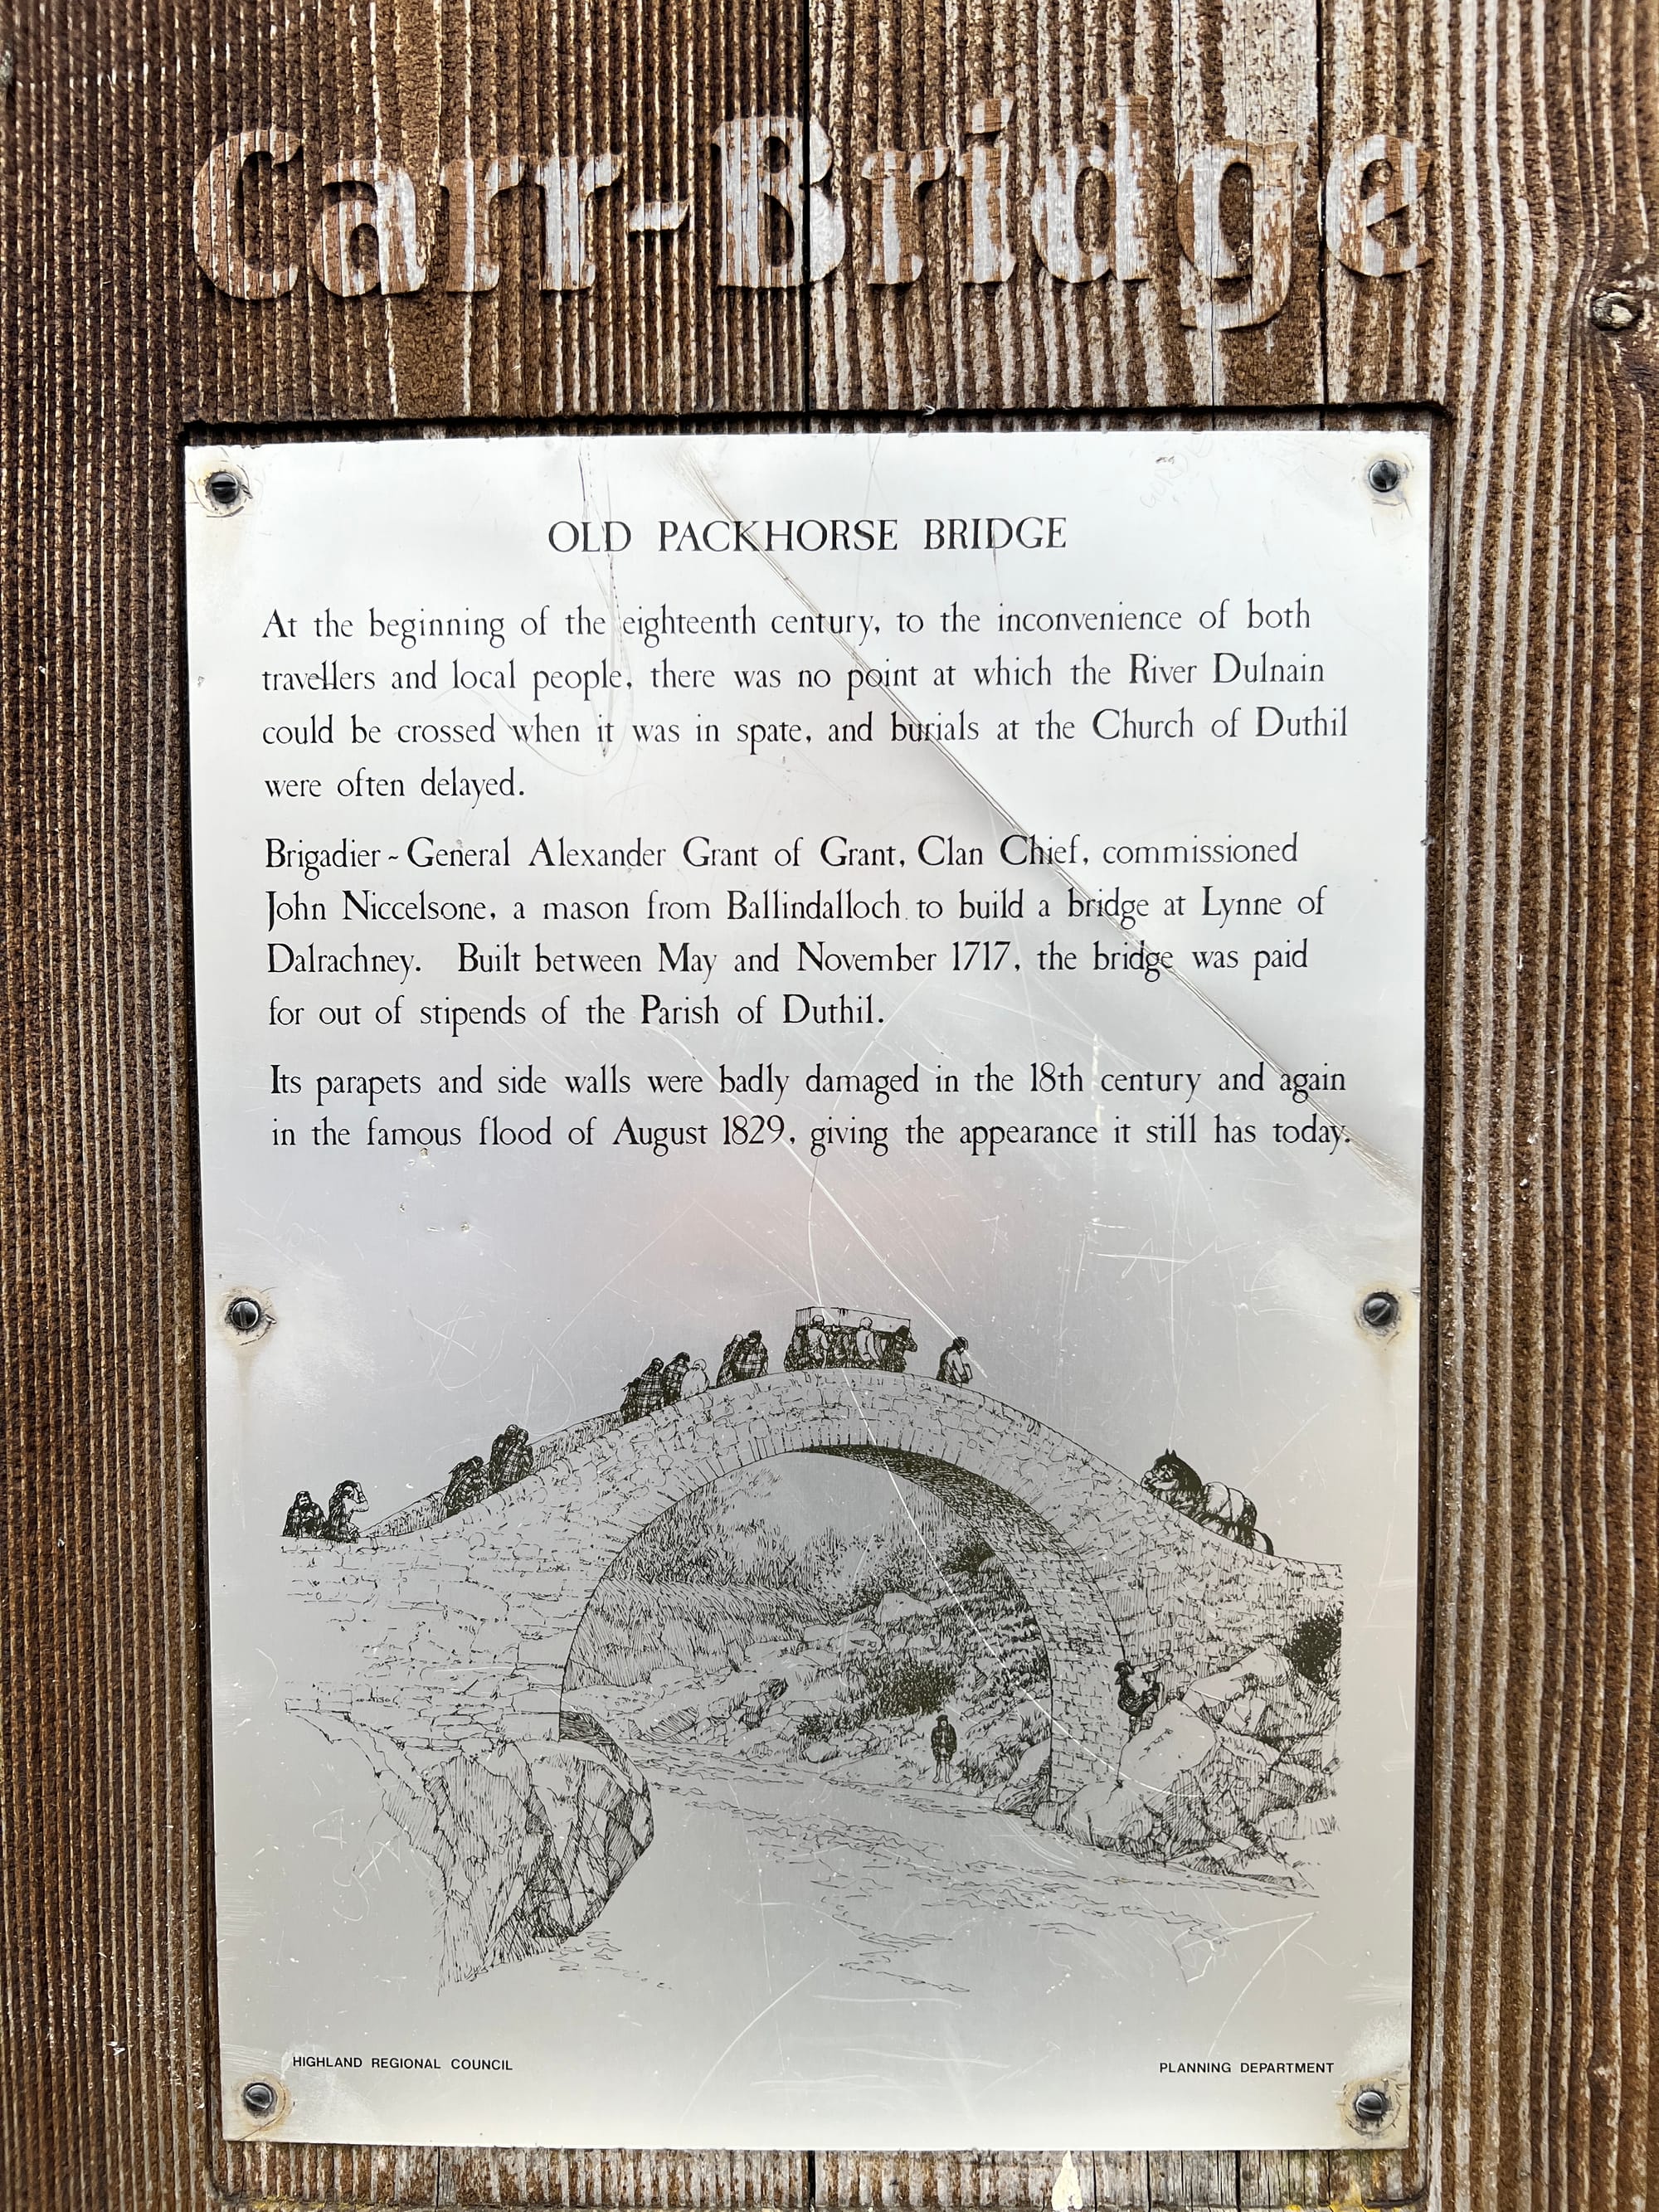 Carr-Bridge
OLD PACKHORSE BRIDGE
At the beginning of the eighteenth century, to the inconvenience of both
travellers and local people, there was no point at which the River Dulnain
could be crossed when it was in spate, and burials at the Church of Duthil
were often delayed.
Brigadier-General Alexander Grant of Grant, Clan Chief, commissioned
John Niccelsone, a mason from Ballindalloch to build a bridge at Lynne of
Dalrachney. Built between May and November 1717, the bridge was paid
for out of stipends of the Parish of Duthil.
Its parapets and side walls were badly damaged in the 18th century and again
in the famous flood of August 1829, giving the appearance it still has today.
HIGHLAND REGIONAL COUNCIL
PLANNING DEPARTMENT